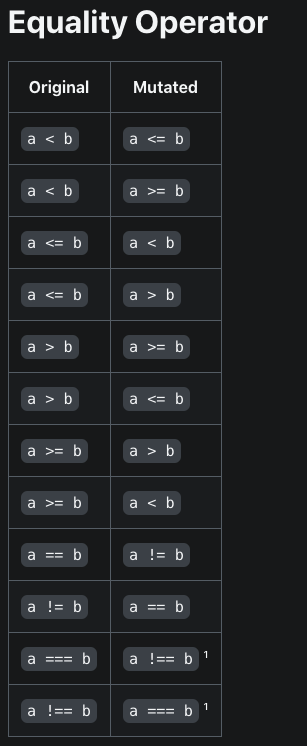 Equality Operator
Original Mutated
a < b a <= b
a < b a >= b
a <= b a < b
a <= b a > b
a > b a >= b
a > b a <= b
a >= b a > b
a >= b a < b
a == b a != b
a != b a == b
a === b a !== b ¹
a !== b a === b ¹